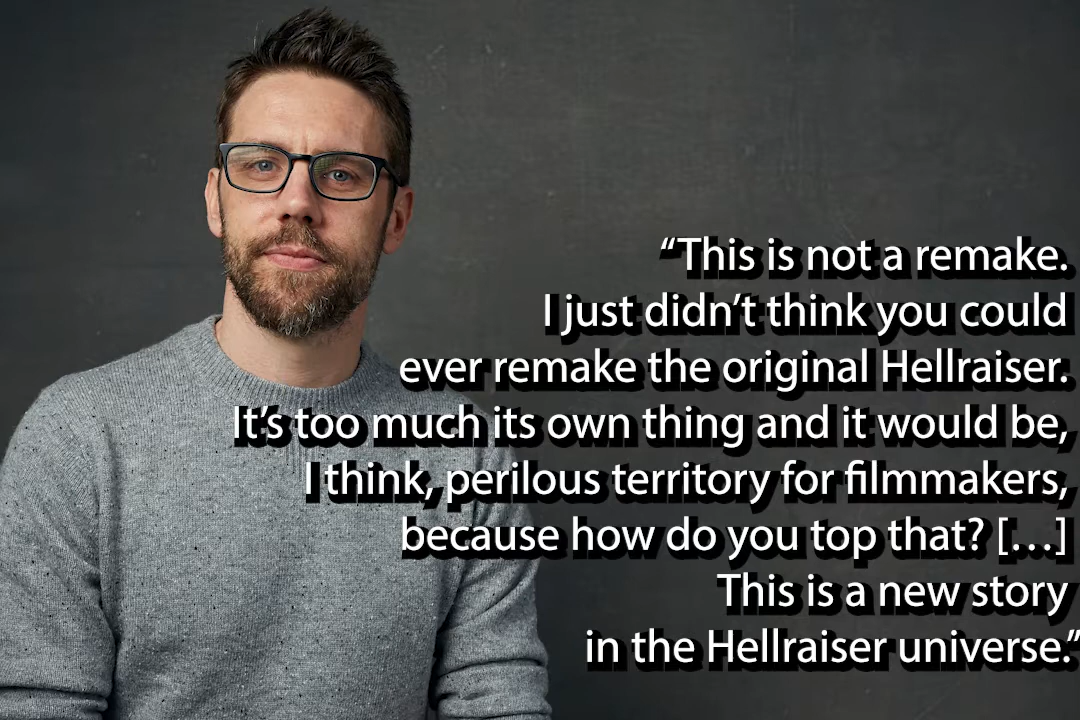 “This is not a remake.
I just didn’t think you could
ever remake the original Hellraiser.
It’s too much its own thing and it would be,
I think, perilous territory for filmmakers,
because how do you top that? […]
This is a new story
in the Hellraiser universe.”